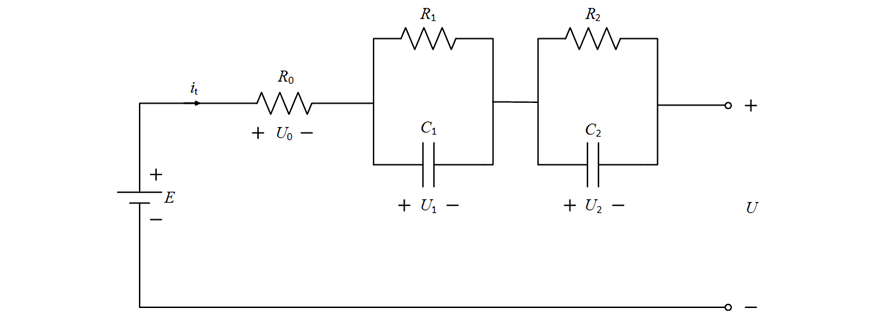 R₁ R₂
R₀
iₜ
+
+ U₀ −
C₁ C₂
+
E
−
+ U₁ − + U₂ −
U
−